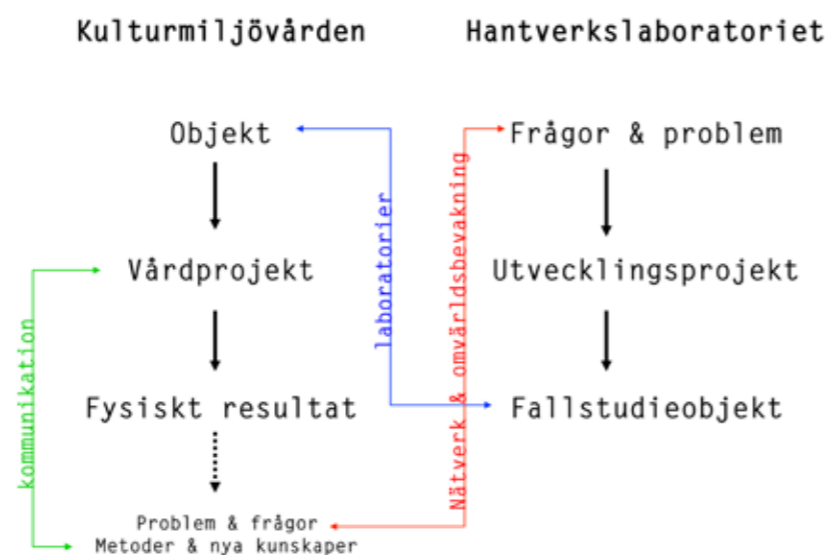 Kulturmiljövården
Hantverkslaboratoriet
Objekt
Frågor & problem
Vårdprojekt
Utvecklingsprojekt
Fysiskt resultat
Fallstudieobjekt
Problem & frågor
Metoder & nya kunskaper
kommunikation
laboratorier
Nätverk & omvärldsbevakning